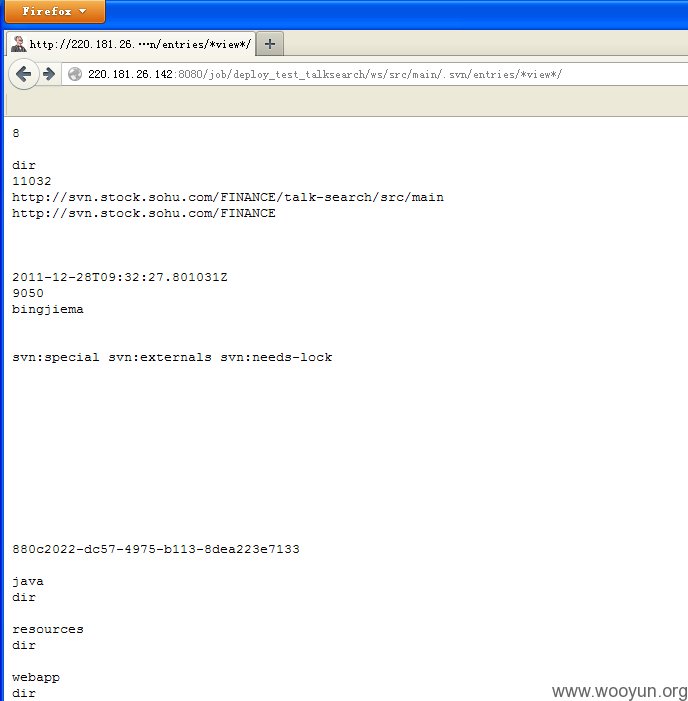 Firefox
http://220.181.26.···n/entries/*view*/
220.181.26.142:8080/job/deploy_test_talksearch/ws/src/main/.svn/entries/*view*/
8
dir
11032
http://svn.stock.sohu.com/FINANCE/talk-search/src/main
http://svn.stock.sohu.com/FINANCE
2011-12-28T09:32:27.801031Z
9050
bingjiema
svn:special svn:externals svn:needs-lock
880c2022-dc57-4975-b113-8dea223e7133
java
dir
resources
dir
webapp
dir
www.wooyun.org